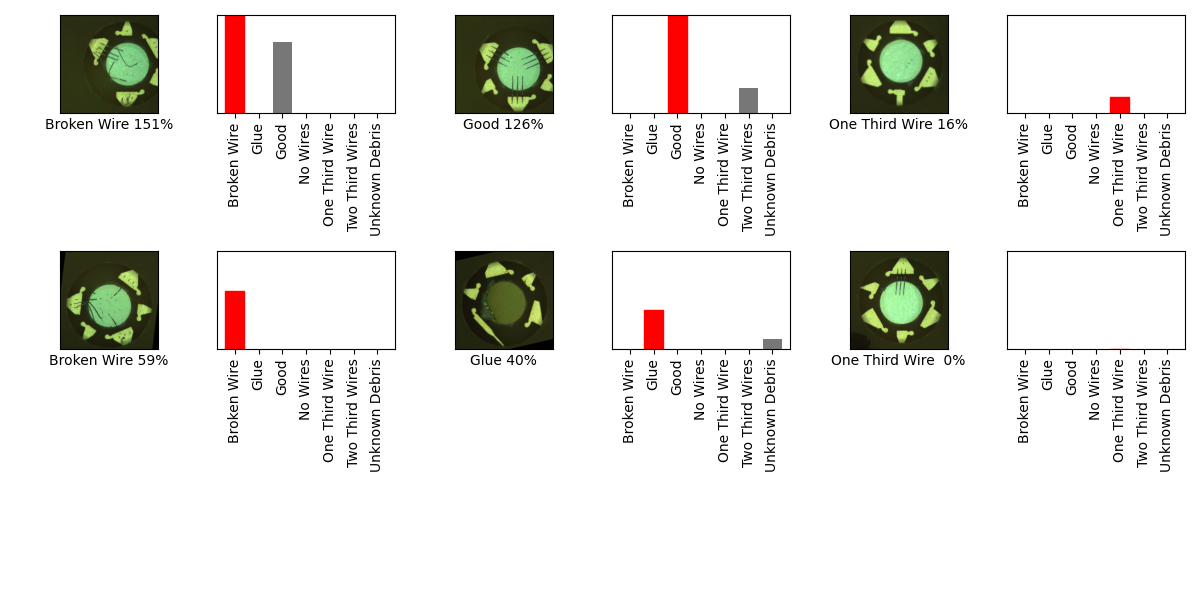 Broken Wire 151%
Broken Wire
Glue
Good
No Wires
One Third Wire
Two Third Wires
Unknown Debris
Good 126%
Broken Wire
Glue
Good
No Wires
One Third Wire
Two Third Wires
Unknown Debris
One Third Wire 16%
Broken Wire
Glue
Good
No Wires
One Third Wire
Two Third Wires
Unknown Debris
Broken Wire 59%
Broken Wire
Glue
Good
No Wires
One Third Wire
Two Third Wires
Unknown Debris
Glue 40%
Broken Wire
Glue
Good
No Wires
One Third Wire
Two Third Wires
Unknown Debris
One Third Wire  0%
Broken Wire
Glue
Good
No Wires
One Third Wire
Two Third Wires
Unknown Debris